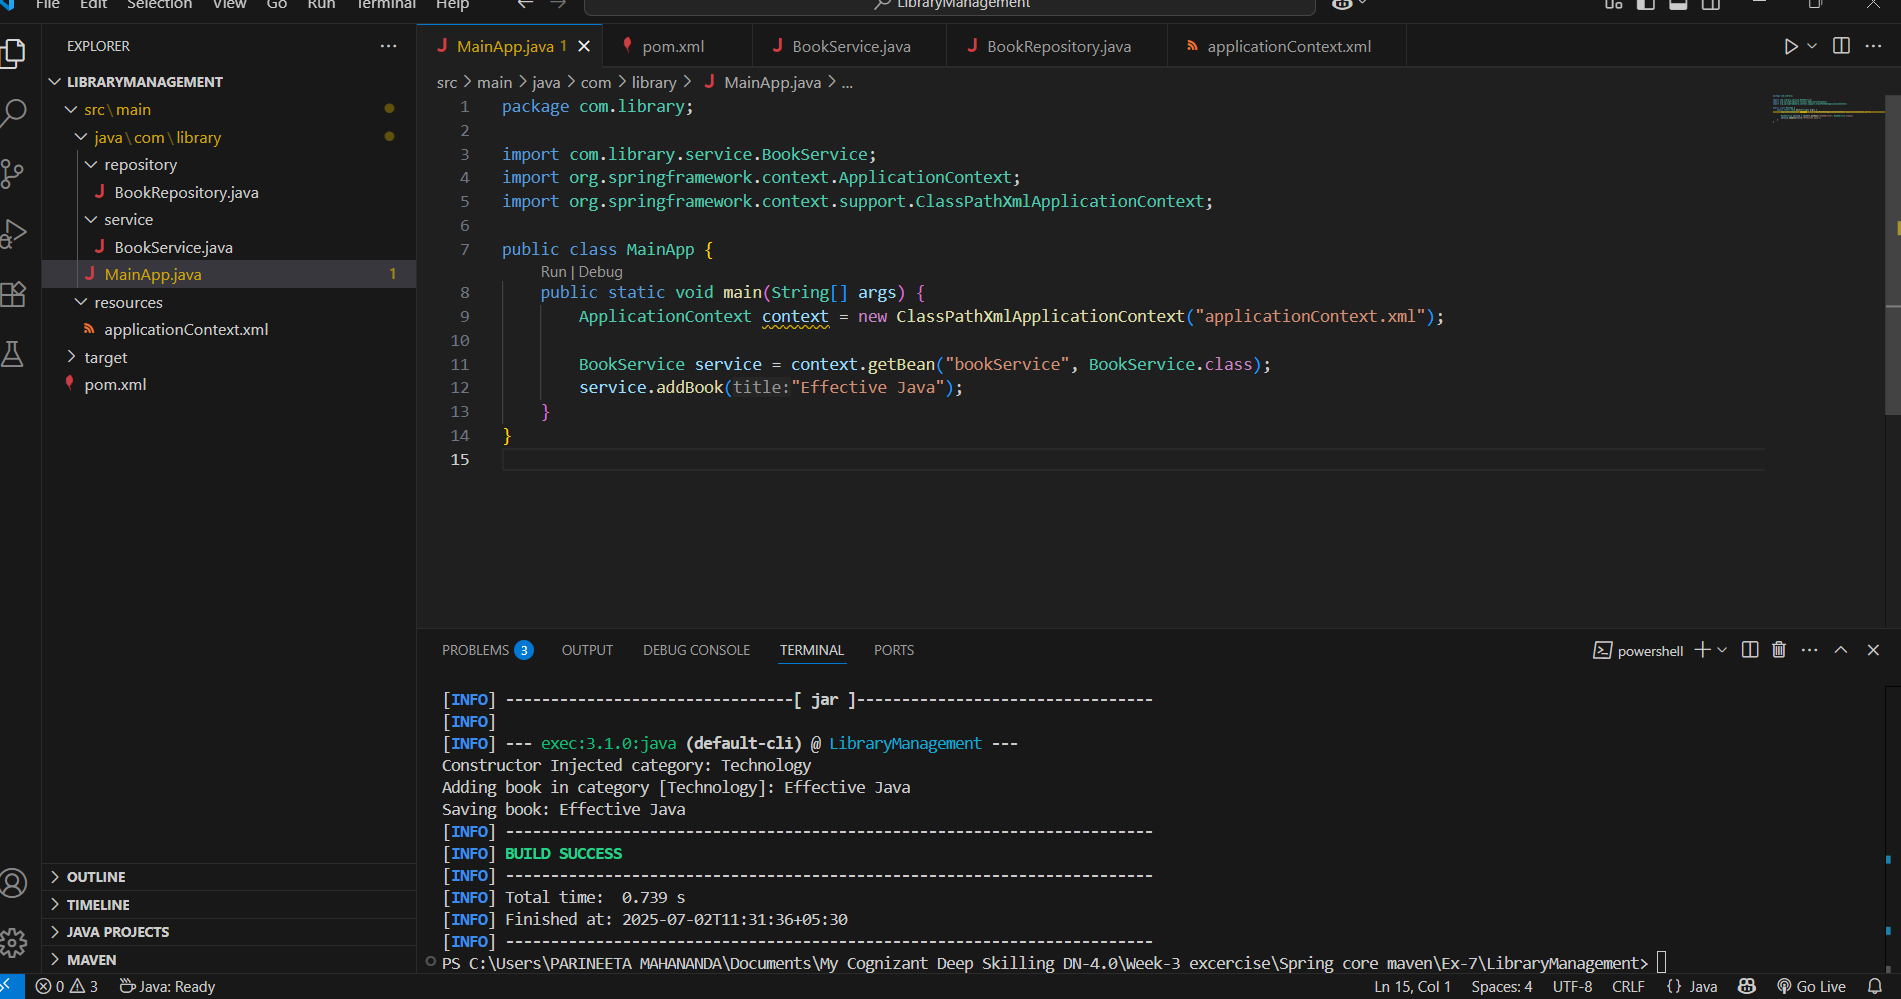 File Edit Selection View Go Run Terminal Help LibraryManagement
EXPLORER ...
LIBRARYMANAGEMENT
src\main
java\com\library
repository
BookRepository.java
service
BookService.java
MainApp.java 1
resources
applicationContext.xml
target
pom.xml
OUTLINE
TIMELINE
JAVA PROJECTS
MAVEN
MainApp.java 1 pom.xml BookService.java BookRepository.java applicationContext.xml
src > main > java > com > library > MainApp.java > ...
1 package com.library;
2
3 import com.library.service.BookService;
4 import org.springframework.context.ApplicationContext;
5 import org.springframework.context.support.ClassPathXmlApplicationContext;
6
7 public class MainApp {
Run | Debug
8 public static void main(String[] args) {
9 ApplicationContext context = new ClassPathXmlApplicationContext("applicationContext.xml");
10
11 BookService service = context.getBean("bookService", BookService.class);
12 service.addBook(title:"Effective Java");
13 }
14 }
15
PROBLEMS 3 OUTPUT DEBUG CONSOLE TERMINAL PORTS powershell
[INFO] --------------------------------[ jar ]---------------------------------
[INFO]
[INFO] --- exec:3.1.0:java (default-cli) @ LibraryManagement ---
Constructor Injected category: Technology
Adding book in category [Technology]: Effective Java
Saving book: Effective Java
[INFO] ------------------------------------------------------------------------
[INFO] BUILD SUCCESS
[INFO] ------------------------------------------------------------------------
[INFO] Total time:  0.739 s
[INFO] Finished at: 2025-07-02T11:31:36+05:30
[INFO] ------------------------------------------------------------------------
PS C:\Users\PARINEETA MAHANANDA\Documents\My Cognizant Deep Skilling DN-4.0\Week-3 excercise\Spring core maven\Ex-7\LibraryManagement>
0 3 Java: Ready Ln 15, Col 1 Spaces: 4 UTF-8 CRLF {} Java Go Live